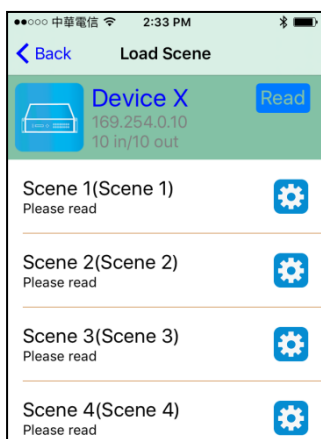 中華電信 2:33 PM
Back Load Scene
Device X Read
169.254.0.10
10 in/10 out
Scene 1(Scene 1)
Please read
Scene 2(Scene 2)
Please read
Scene 3(Scene 3)
Please read
Scene 4(Scene 4)
Please read